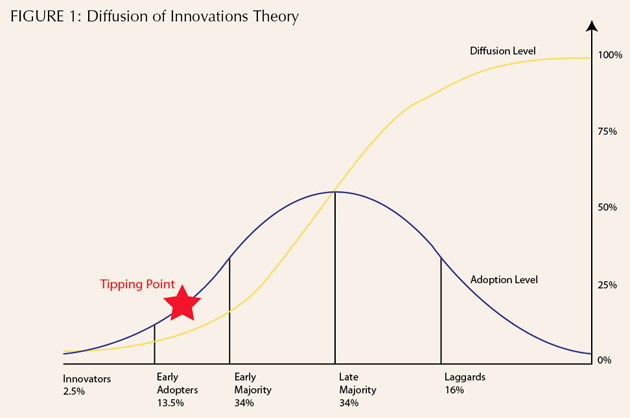 FIGURE 1: Diffusion of Innovations Theory
Diffusion Level
100%
75%
50%
Tipping Point
Adoption Level
25%
0%
Innovators
2.5%
Early
Adopters
13.5%
Early
Majority
34%
Late
Majority
34%
Laggards
16%